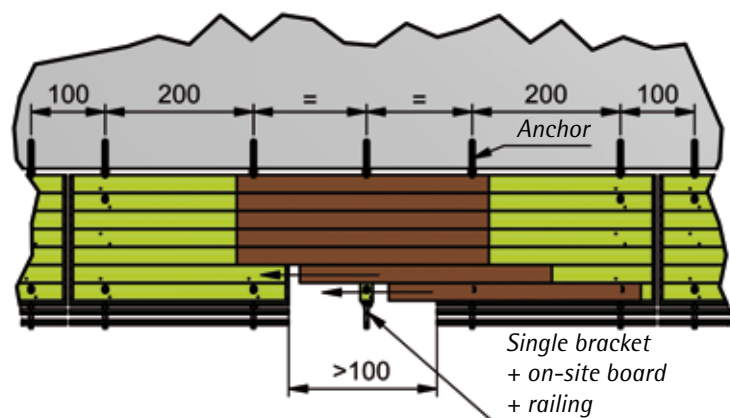 100 200 = = 200 100
Anchor
>100
Single bracket
+ on-site board
+ railing